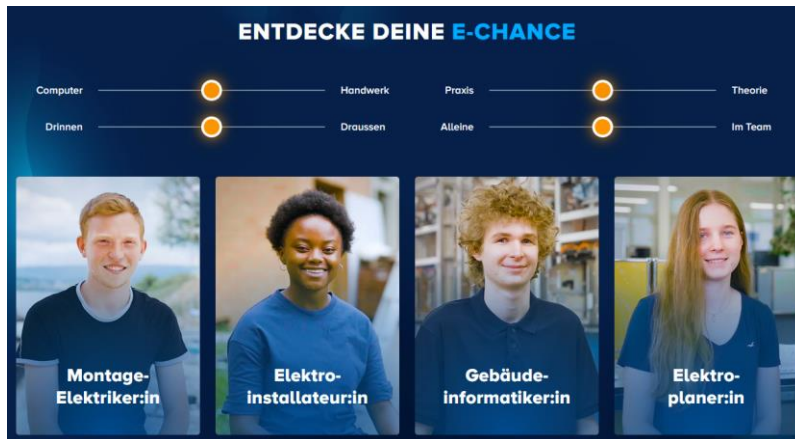 ENTDECKE DEINE E-CHANCE
Computer Handwerk Praxis Theorie
Drinnen Draussen Alleine Im Team
Montage-
Elektriker:in
Elektro-
installateur:in
Gebäude-
informatiker:in
Elektro-
planer:in